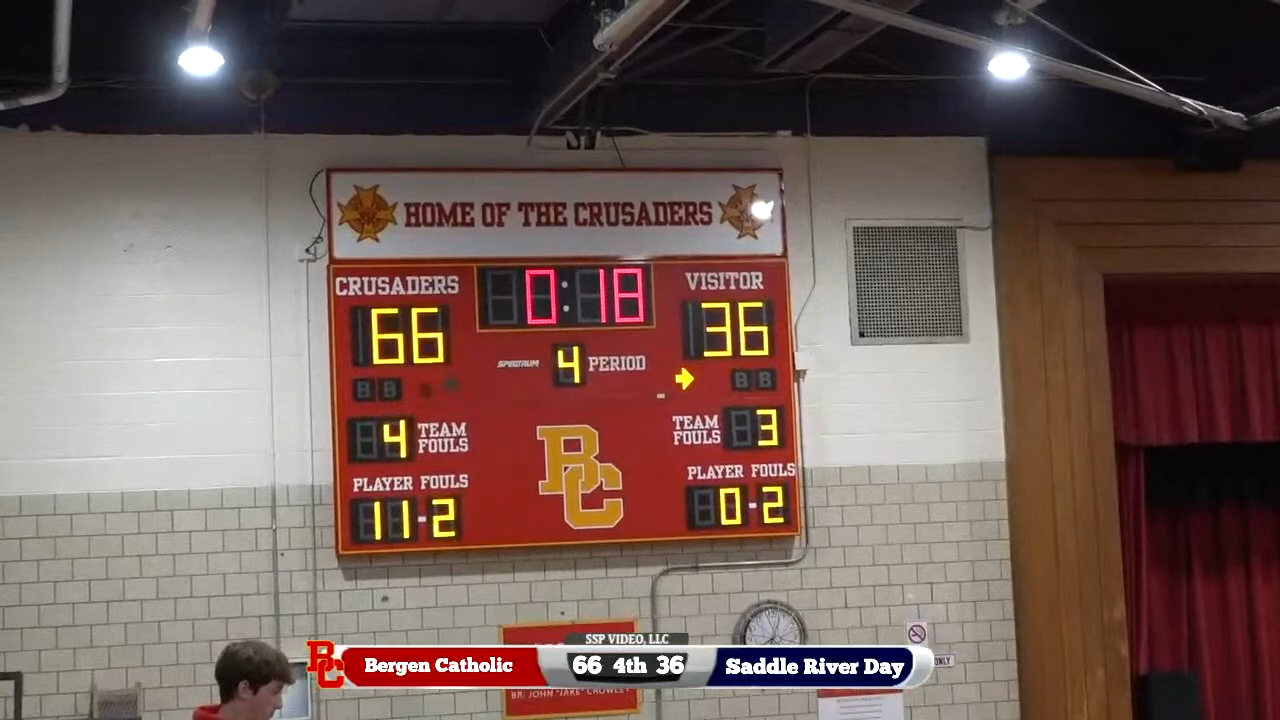 HOME OF THE CRUSADERS
CRUSADERS 0:18 VISITOR
66 36
SPECTRUM 4 PERIOD
4 TEAM FOULS
TEAM FOULS 3
PLAYER FOULS
11-2
PLAYER FOULS
0-2
BC
SSP VIDEO, LLC
BC Bergen Catholic 66 4th 36 Saddle River Day
BR. JOHN "JAKE" CROWLEY
ONLY